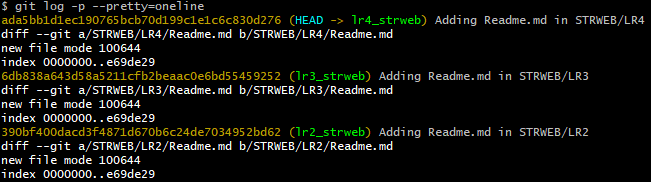 $ git log -p --pretty=oneline
ada5bb1d1ec190765bcb70d199c1e1c6c830d276 (HEAD -> lr4_strweb) Adding Readme.md in STRWEB/LR4
diff --git a/STRWEB/LR4/Readme.md b/STRWEB/LR4/Readme.md
new file mode 100644
index 0000000..e69de29
6db838a643d58a5211cfb2beaac0e6bd55459252 (lr3_strweb) Adding Readme.md in STRWEB/LR3
diff --git a/STRWEB/LR3/Readme.md b/STRWEB/LR3/Readme.md
new file mode 100644
index 0000000..e69de29
390bf400dacd3f4871d670b6c24de7034952bd62 (lr2_strweb) Adding Readme.md in STRWEB/LR2
diff --git a/STRWEB/LR2/Readme.md b/STRWEB/LR2/Readme.md
new file mode 100644
index 0000000..e69de29